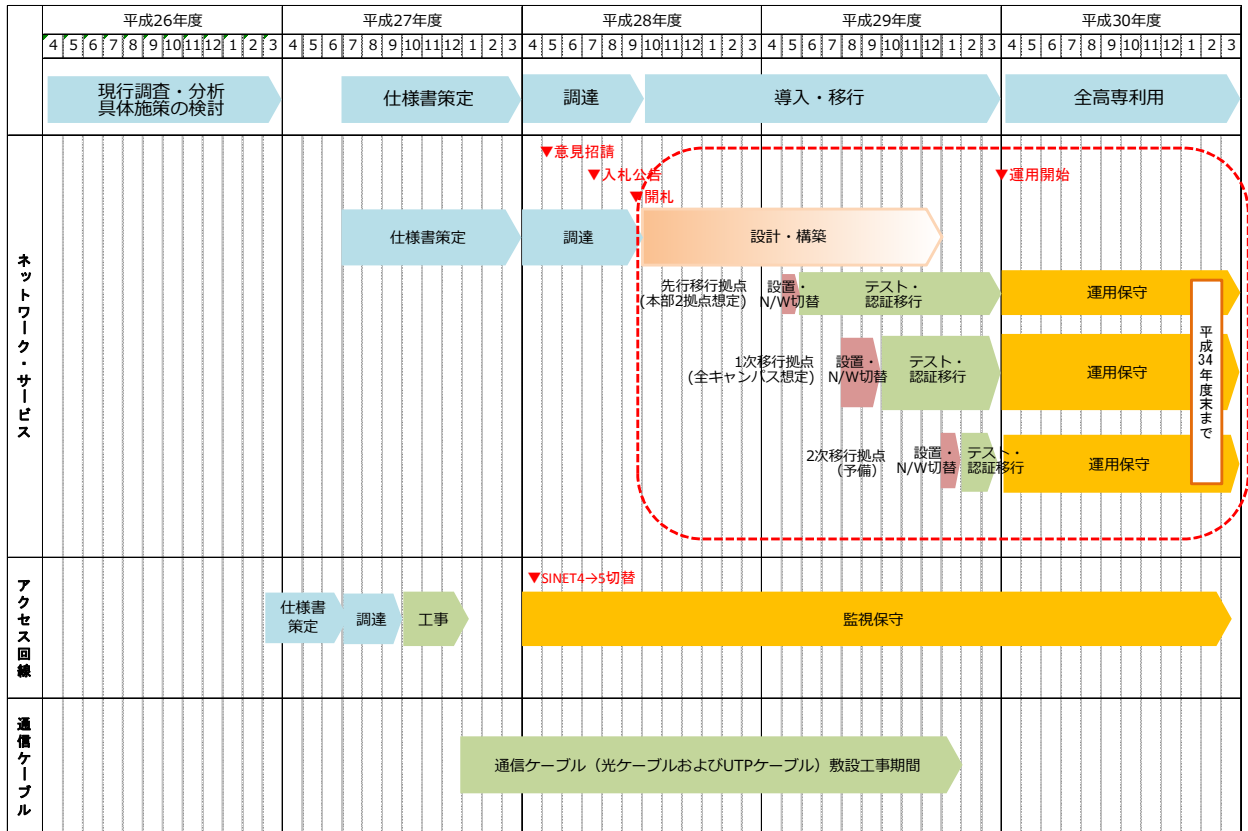 平成26年度 平成27年度 平成28年度 平成29年度 平成30年度
4 5 6 7 8 9 10 11 12 1 2 3 4 5 6 7 8 9 10 11 12 1 2 3 4 5 6 7 8 9 10 11 12 1 2 3 4 5 6 7 8 9 10 11 12 1 2 3 4 5 6 7 8 9 10 11 12 1 2 3
現行調査・分析
具体施策の検討
仕様書策定
調達
導入・移行
全高専利用
ネットワーク・サービス
▼意見招請
▼入札公告
▼開札
▼運用開始
仕様書策定
調達
設計・構築
先行移行拠点
(本部2拠点想定)
設置・
N/W切替
テスト・
認証移行
運用保守
1次移行拠点
(全キャンパス想定)
設置・
N/W切替
テスト・
認証移行
運用保守
2次移行拠点
(予備)
設置・
N/W切替
テスト・
認証移行
運用保守
平成34年度末まで
アクセス回線
▼SINET4→5切替
仕様書
策定
調達
工事
監視保守
通信ケーブル
通信ケーブル（光ケーブルおよびUTPケーブル）敷設工事期間